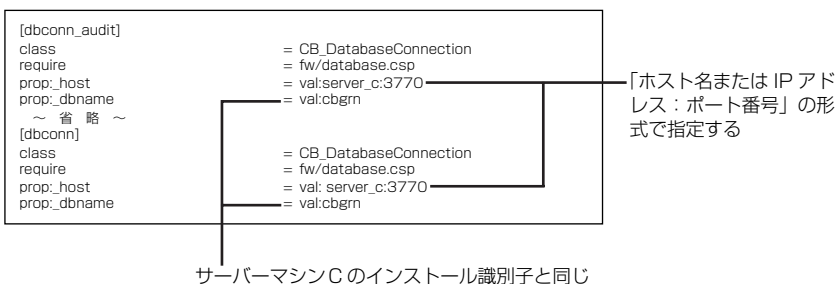 [dbconn_audit]
class = CB_DatabaseConnection
require = fw/database.csp
prop:_host = val:server_c:3770
prop:_dbname = val:cbgrn
～ 省 略 ～
[dbconn]
class = CB_DatabaseConnection
require = fw/database.csp
prop:_host = val: server_c:3770
prop:_dbname = val:cbgrn
「ホスト名または IP アド
レス：ポート番号」の形
式で指定する
サーバーマシン C のインストール識別子と同じ